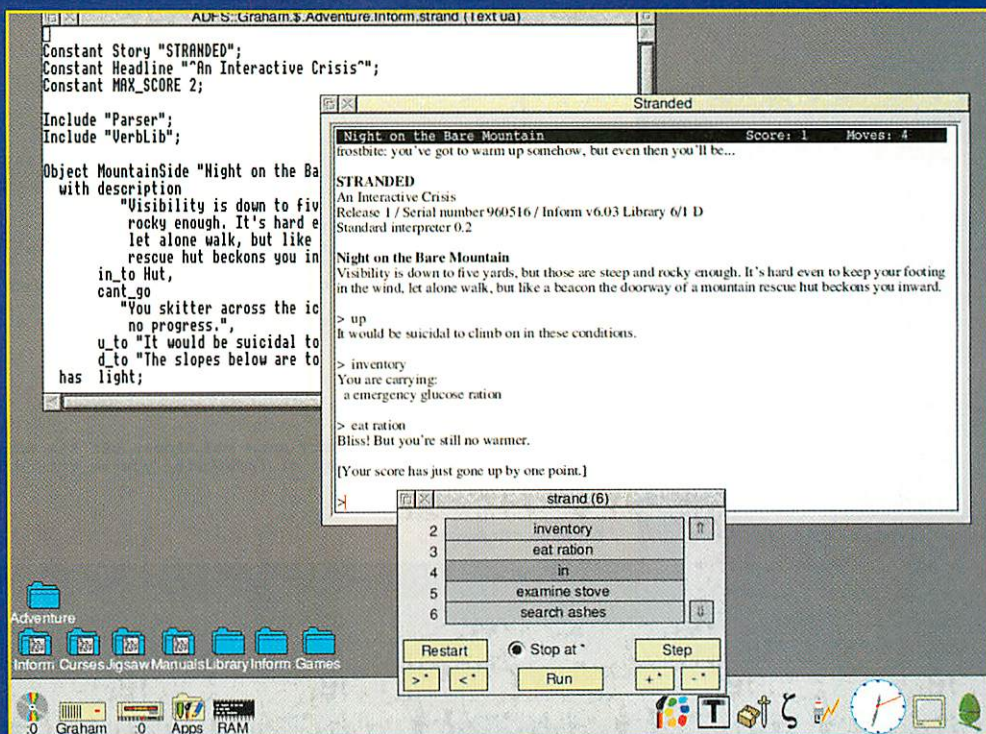 ADFS::Graham.$.Adventure.Inform.strand (Text ua)
Constant Story "STRANDED";
Constant Headline "^An Interactive Crisis^";
Constant MAX_SCORE 2;
Include "Parser";
Include "VerbLib";
Object MountainSide "Night on the Ba
with description
"Visibility is down to fiv
rocky enough. It's hard e
let alone walk, but like
rescue hut beckons you in
in_to Hut,
cant_go
"You skitter across the ic
no progress.",
u_to "It would be suicidal to
d_to "The slopes below are to
has light;
Stranded
Night on the Bare Mountain Score: 1 Moves: 4
frostbite: you've got to warm up somehow, but even then you'll be...
STRANDED
An Interactive Crisis
Release 1 / Serial number 960516 / Inform v6.03 Library 6/1 D
Standard interpreter 0.2
Night on the Bare Mountain
Visibility is down to five yards, but those are steep and rocky enough. It's hard even to keep your footing
in the wind, let alone walk, but like a beacon the doorway of a mountain rescue hut beckons you inward.
> up
It would be suicidal to climb on in these conditions.
> inventory
You are carrying:
a emergency glucose ration
> eat ration
Bliss! But you're still no warmer.
[Your score has just gone up by one point.]
>
strand (6)
2 inventory
3 eat ration
4 in
5 examine stove
6 search ashes
Restart Stop at * Step
>* <* Run +* -*
Adventure
Inform Curses Jigsaw Manuals Library Inform Games
:0 Graham :0 Apps RAM
T ζ